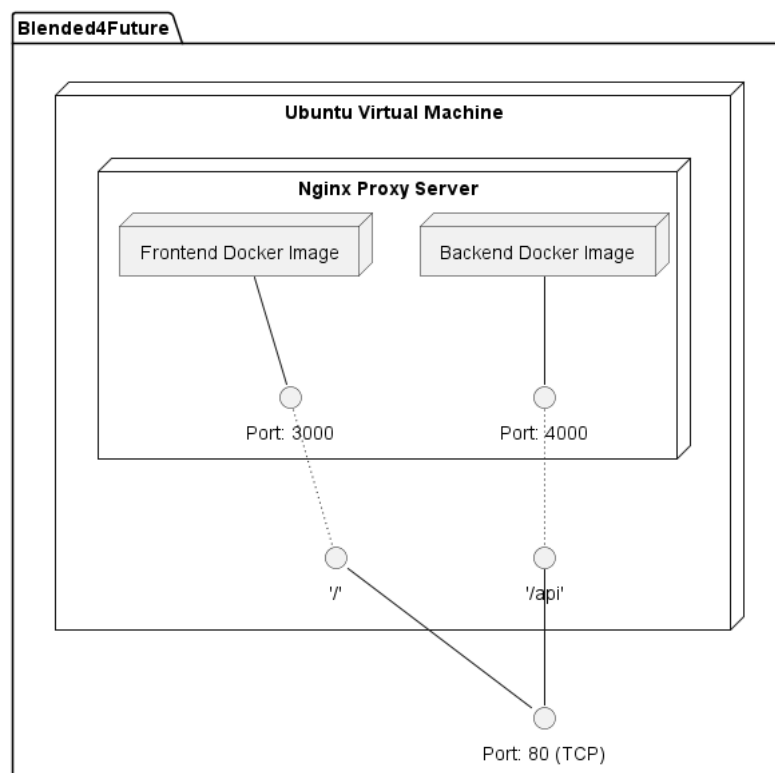 Blended4Future
Ubuntu Virtual Machine
Nginx Proxy Server
Frontend Docker Image
Backend Docker Image
Port: 3000
Port: 4000
'/'
'/api'
Port: 80 (TCP)